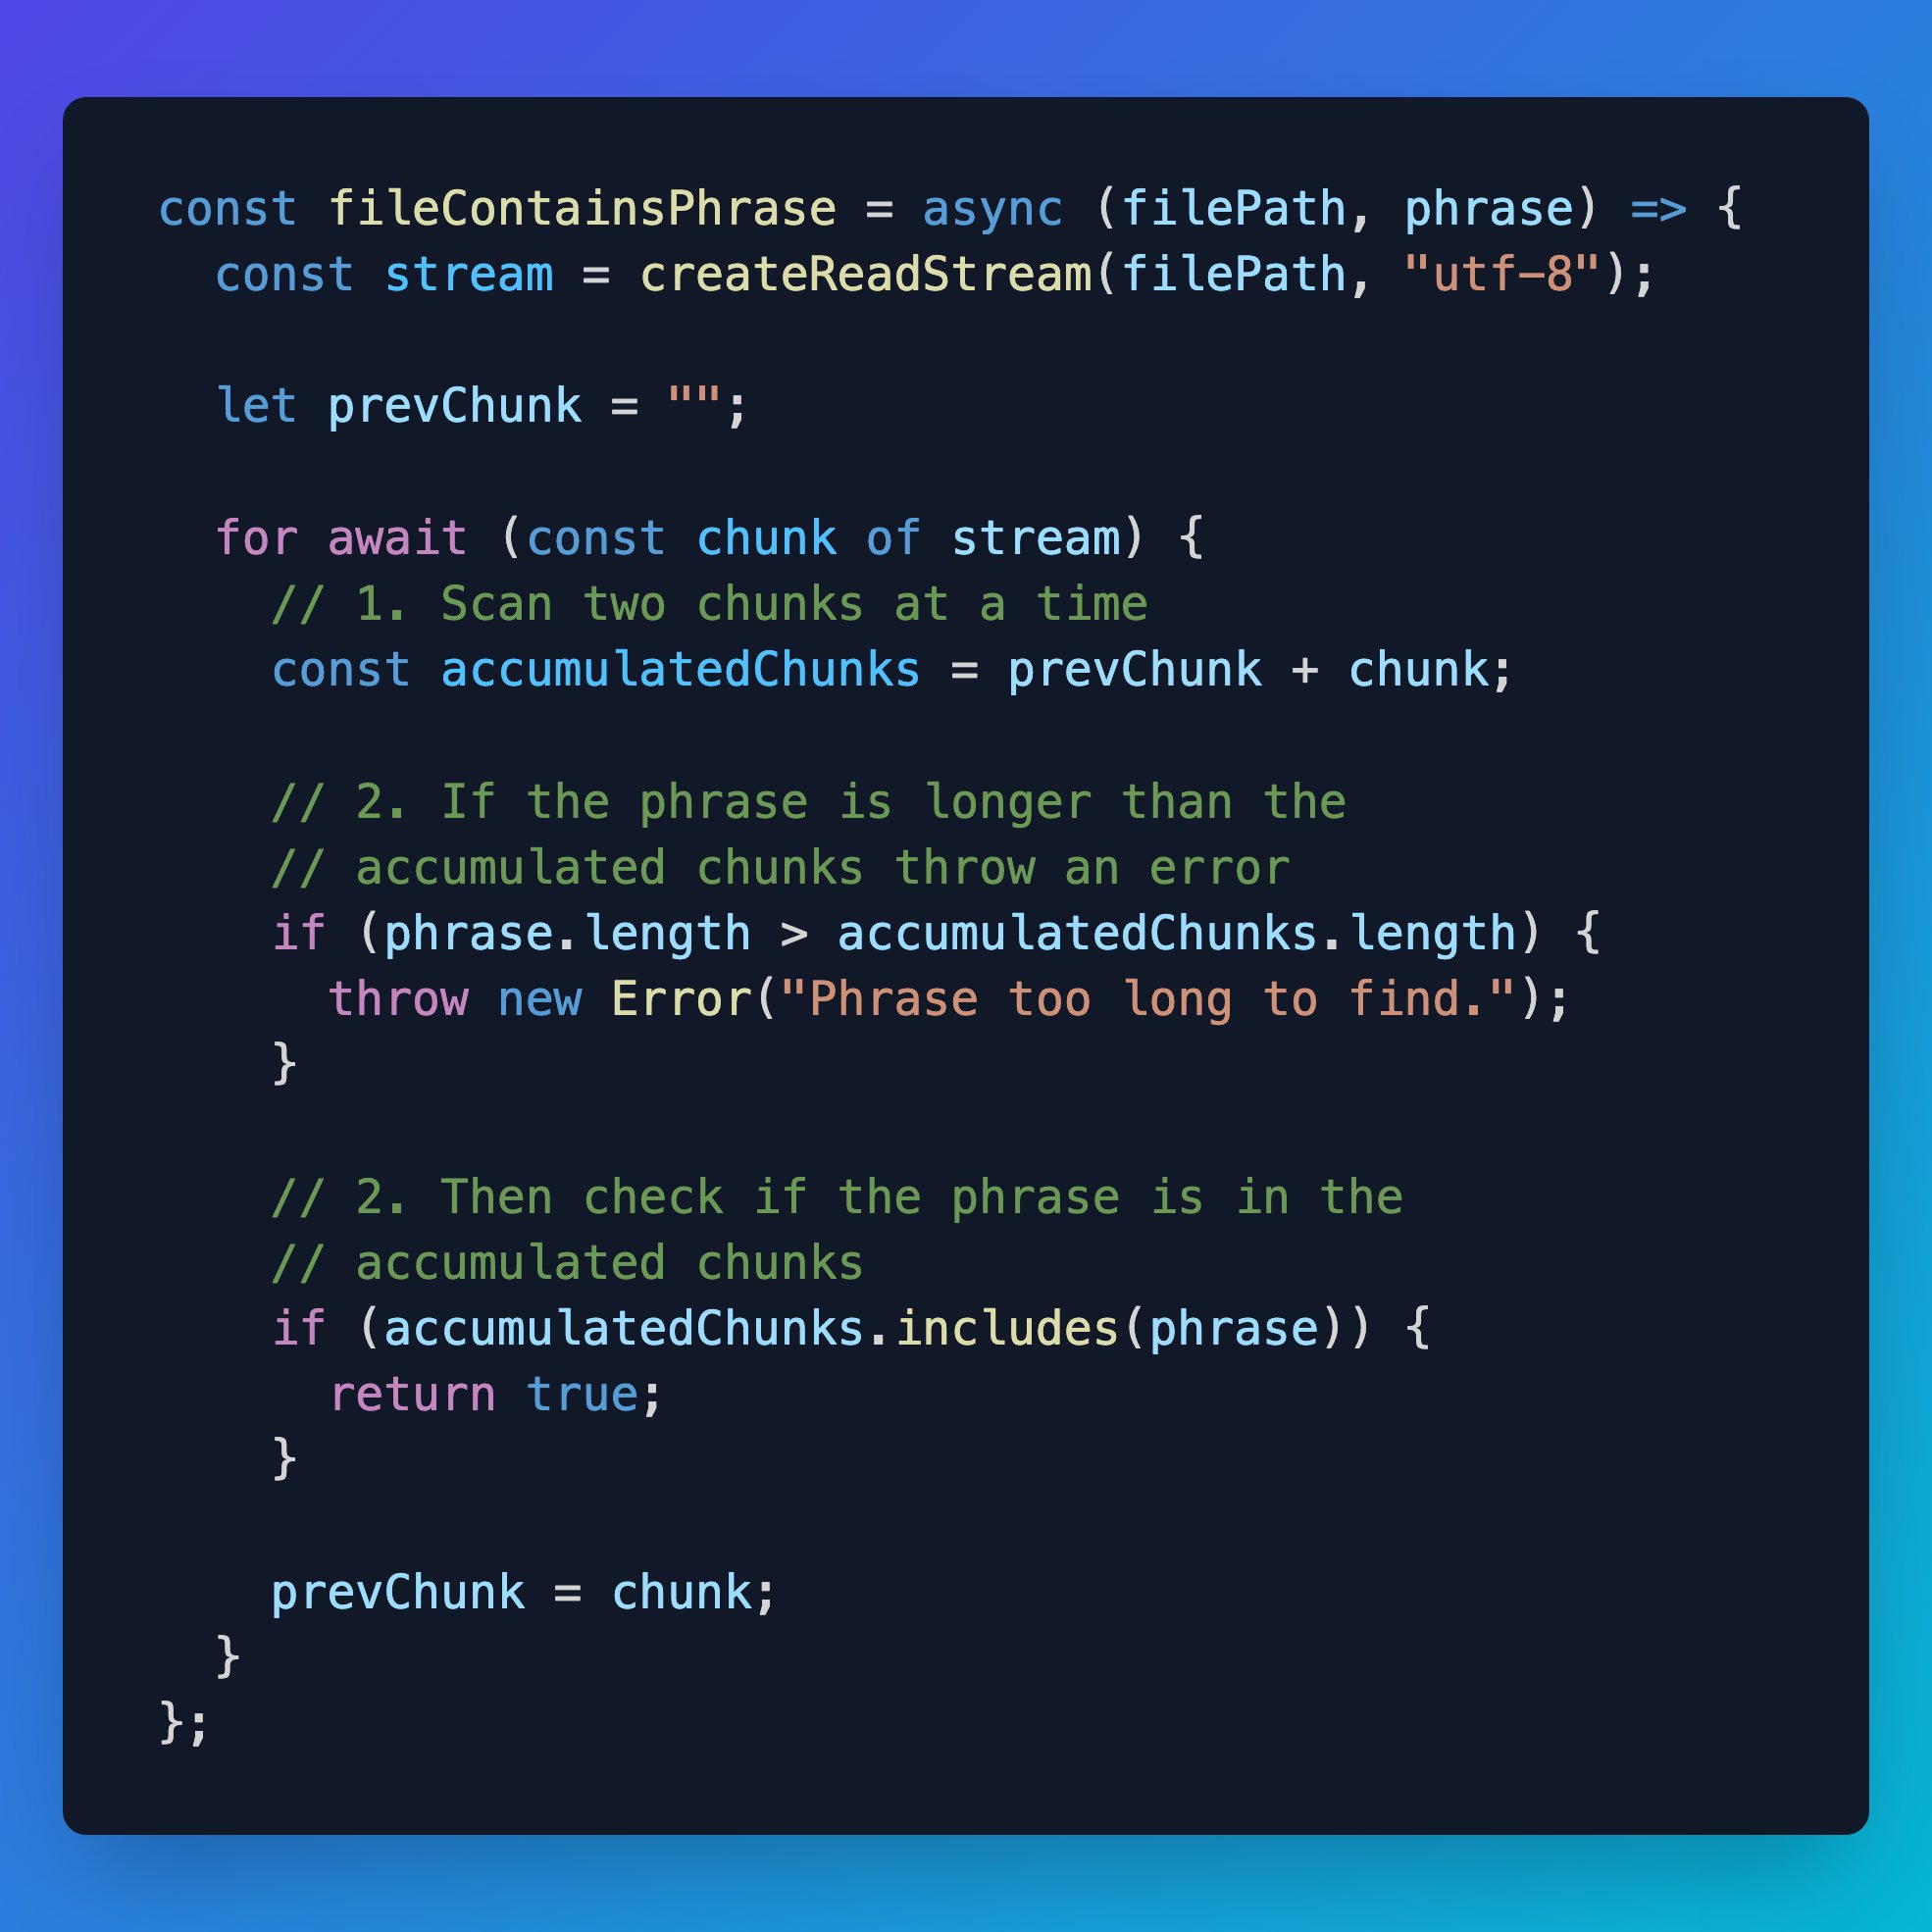 const fileContainsPhrase = async (filePath, phrase) => {
  const stream = createReadStream(filePath, "utf-8");

  let prevChunk = "";

  for await (const chunk of stream) {
    // 1. Scan two chunks at a time
    const accumulatedChunks = prevChunk + chunk;

    // 2. If the phrase is longer than the
    // accumulated chunks throw an error
    if (phrase.length > accumulatedChunks.length) {
      throw new Error("Phrase too long to find.");
    }

    // 2. Then check if the phrase is in the
    // accumulated chunks
    if (accumulatedChunks.includes(phrase)) {
      return true;
    }

    prevChunk = chunk;
  }
};